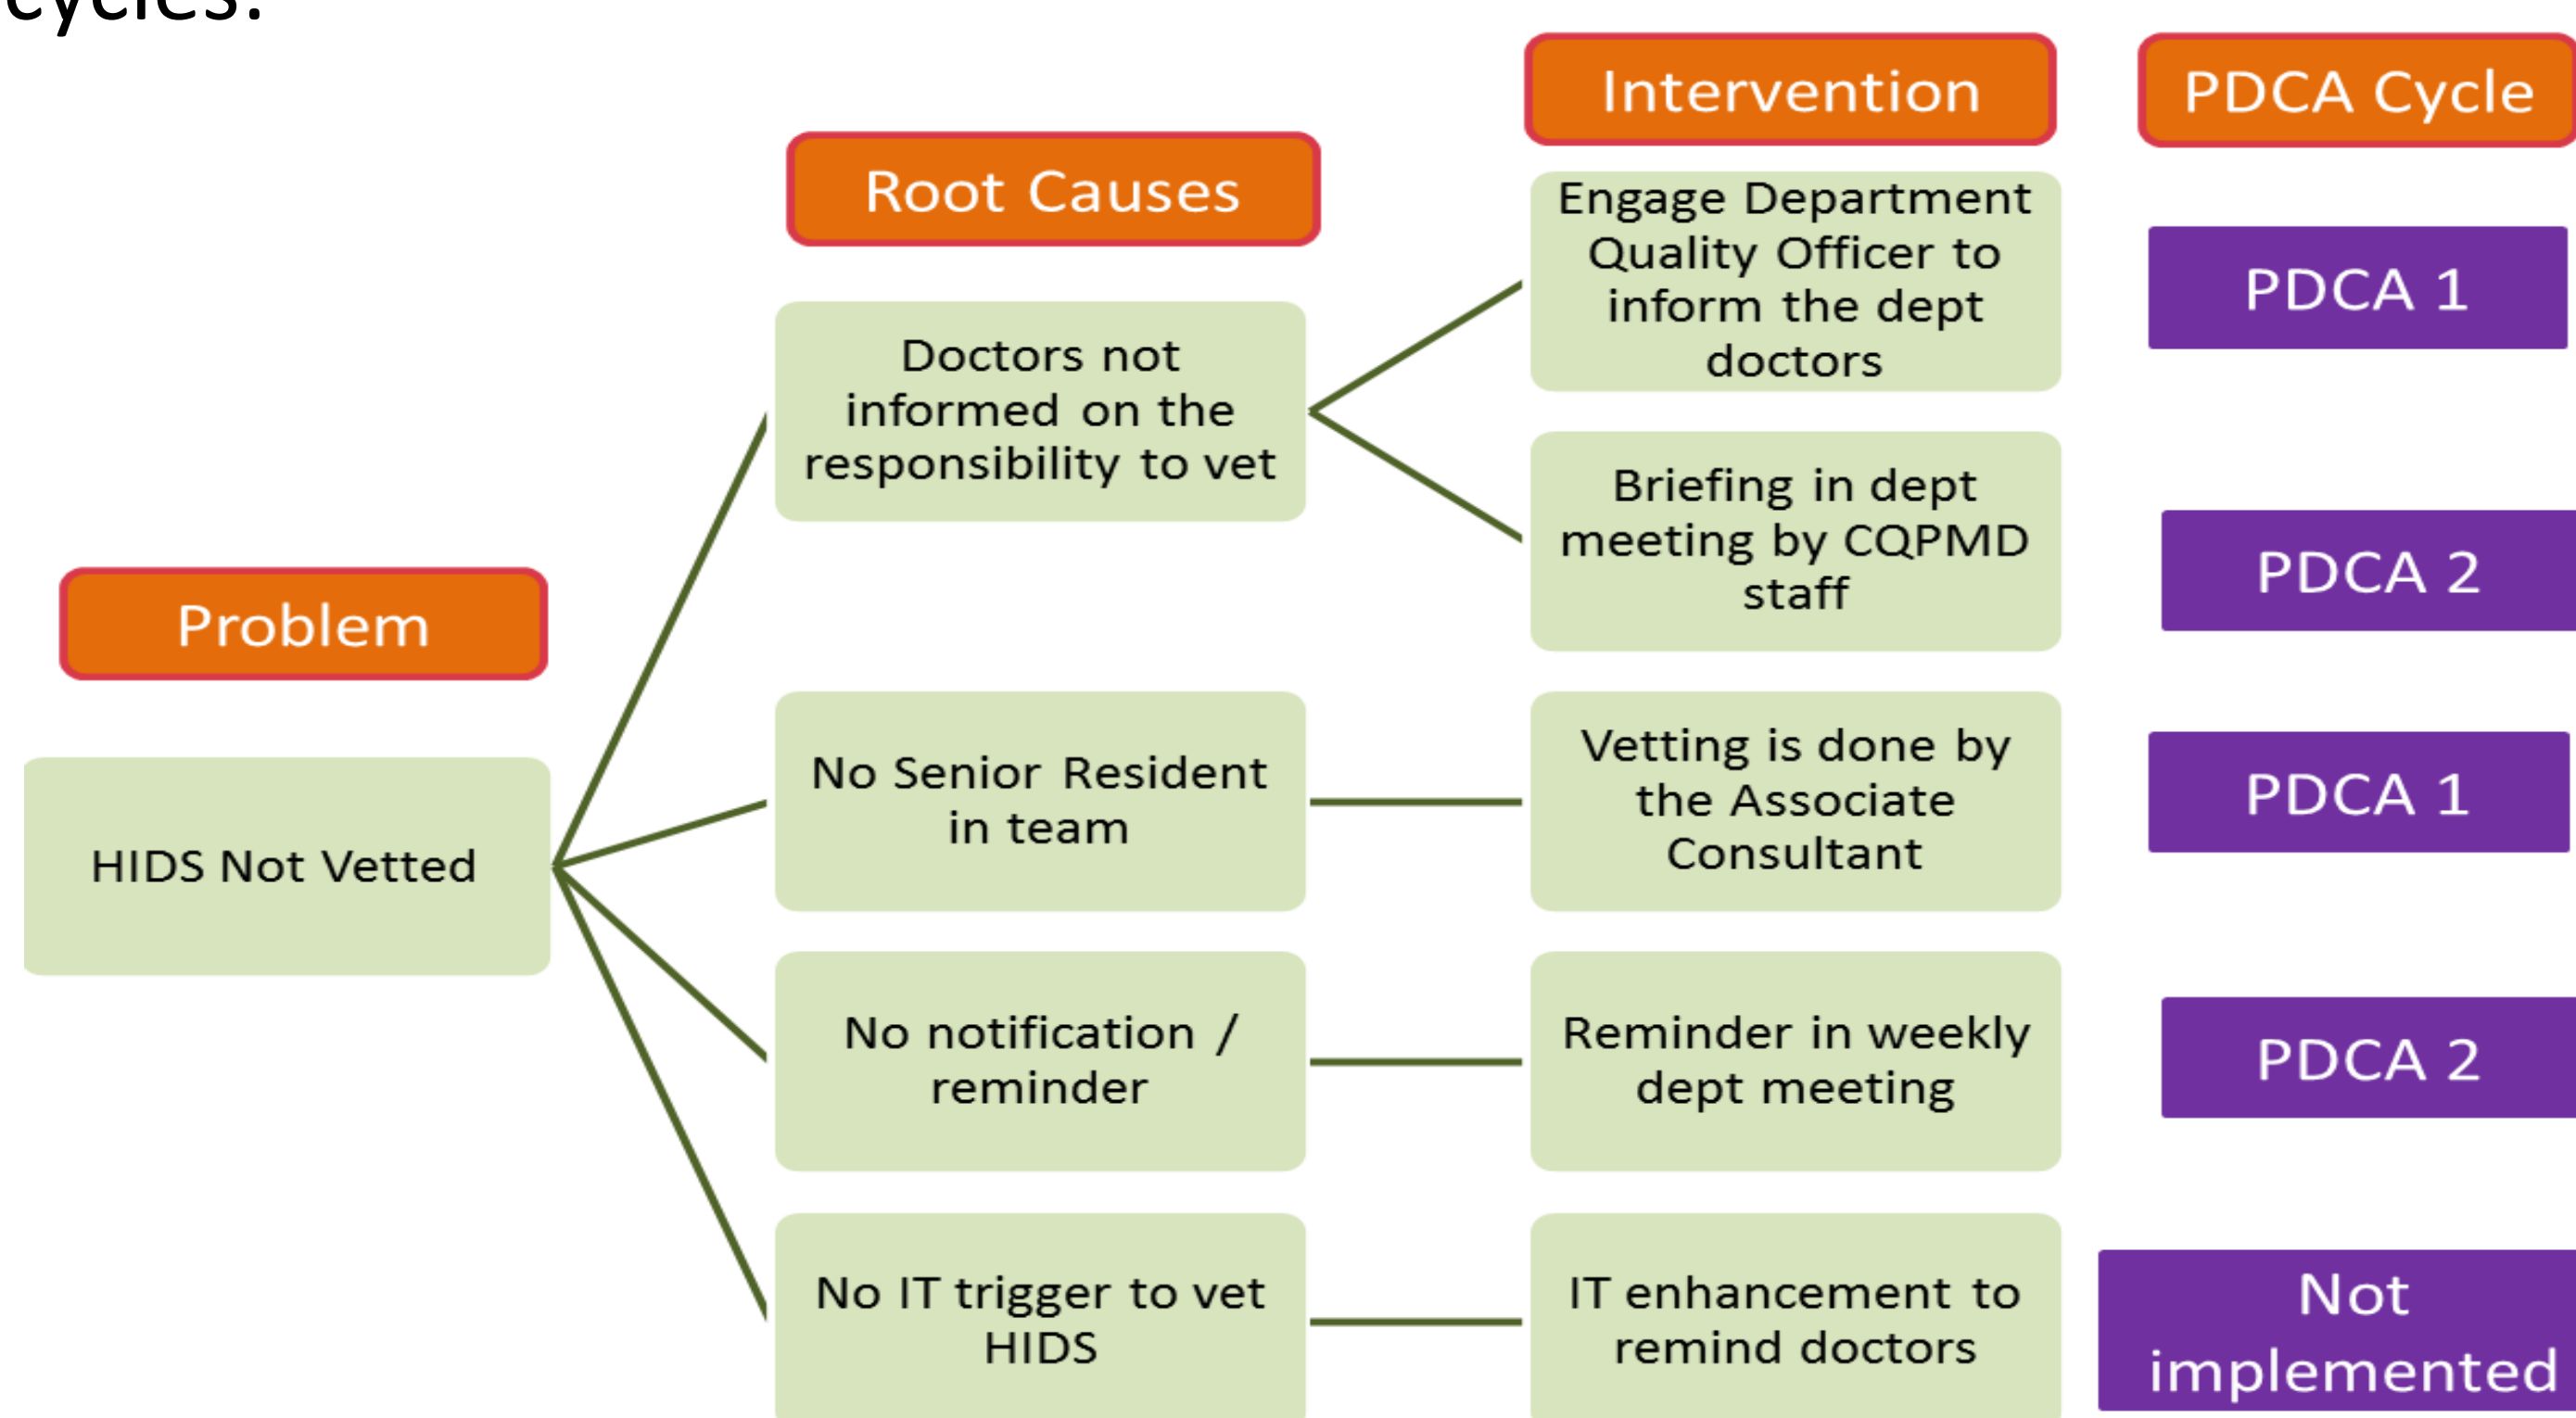 cycles:
Intervention
PDCA Cycle
Root Causes
Engage Department
Quality Officer to
inform the dept
doctors
PDCA 1
Doctors not
informed on the
responsibility to vet
Briefing in dept
meeting by CQPMD
staff
PDCA 2
Problem
HIDS Not Vetted
No Senior Resident
in team
Vetting is done by
the Associate
Consultant
PDCA 1
No notification /
reminder
Reminder in weekly
dept meeting
PDCA 2
No IT trigger to vet
HIDS
IT enhancement to
remind doctors
Not
implemented